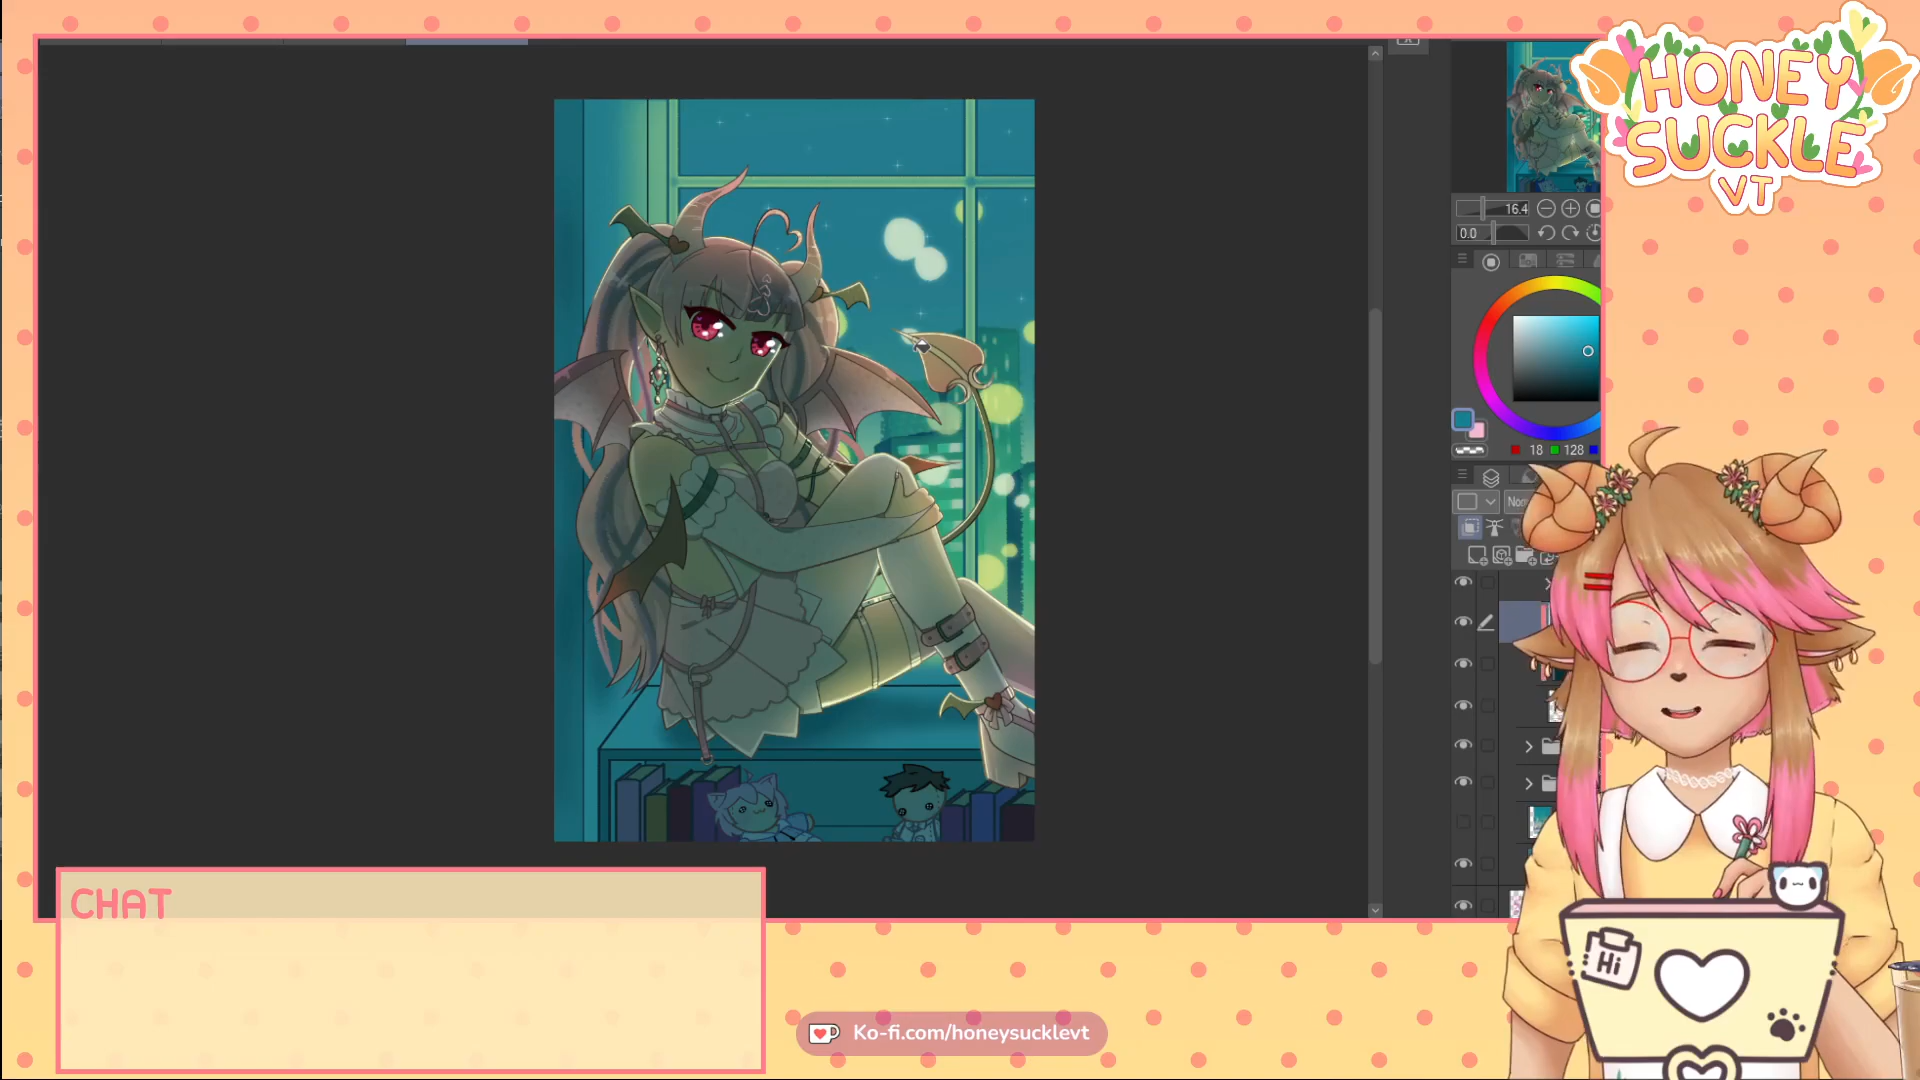 HONEY
SUCKLE
VT
16.4
0.0
18
128
CHAT
Hi
Ko-fi.com/honeysucklevt